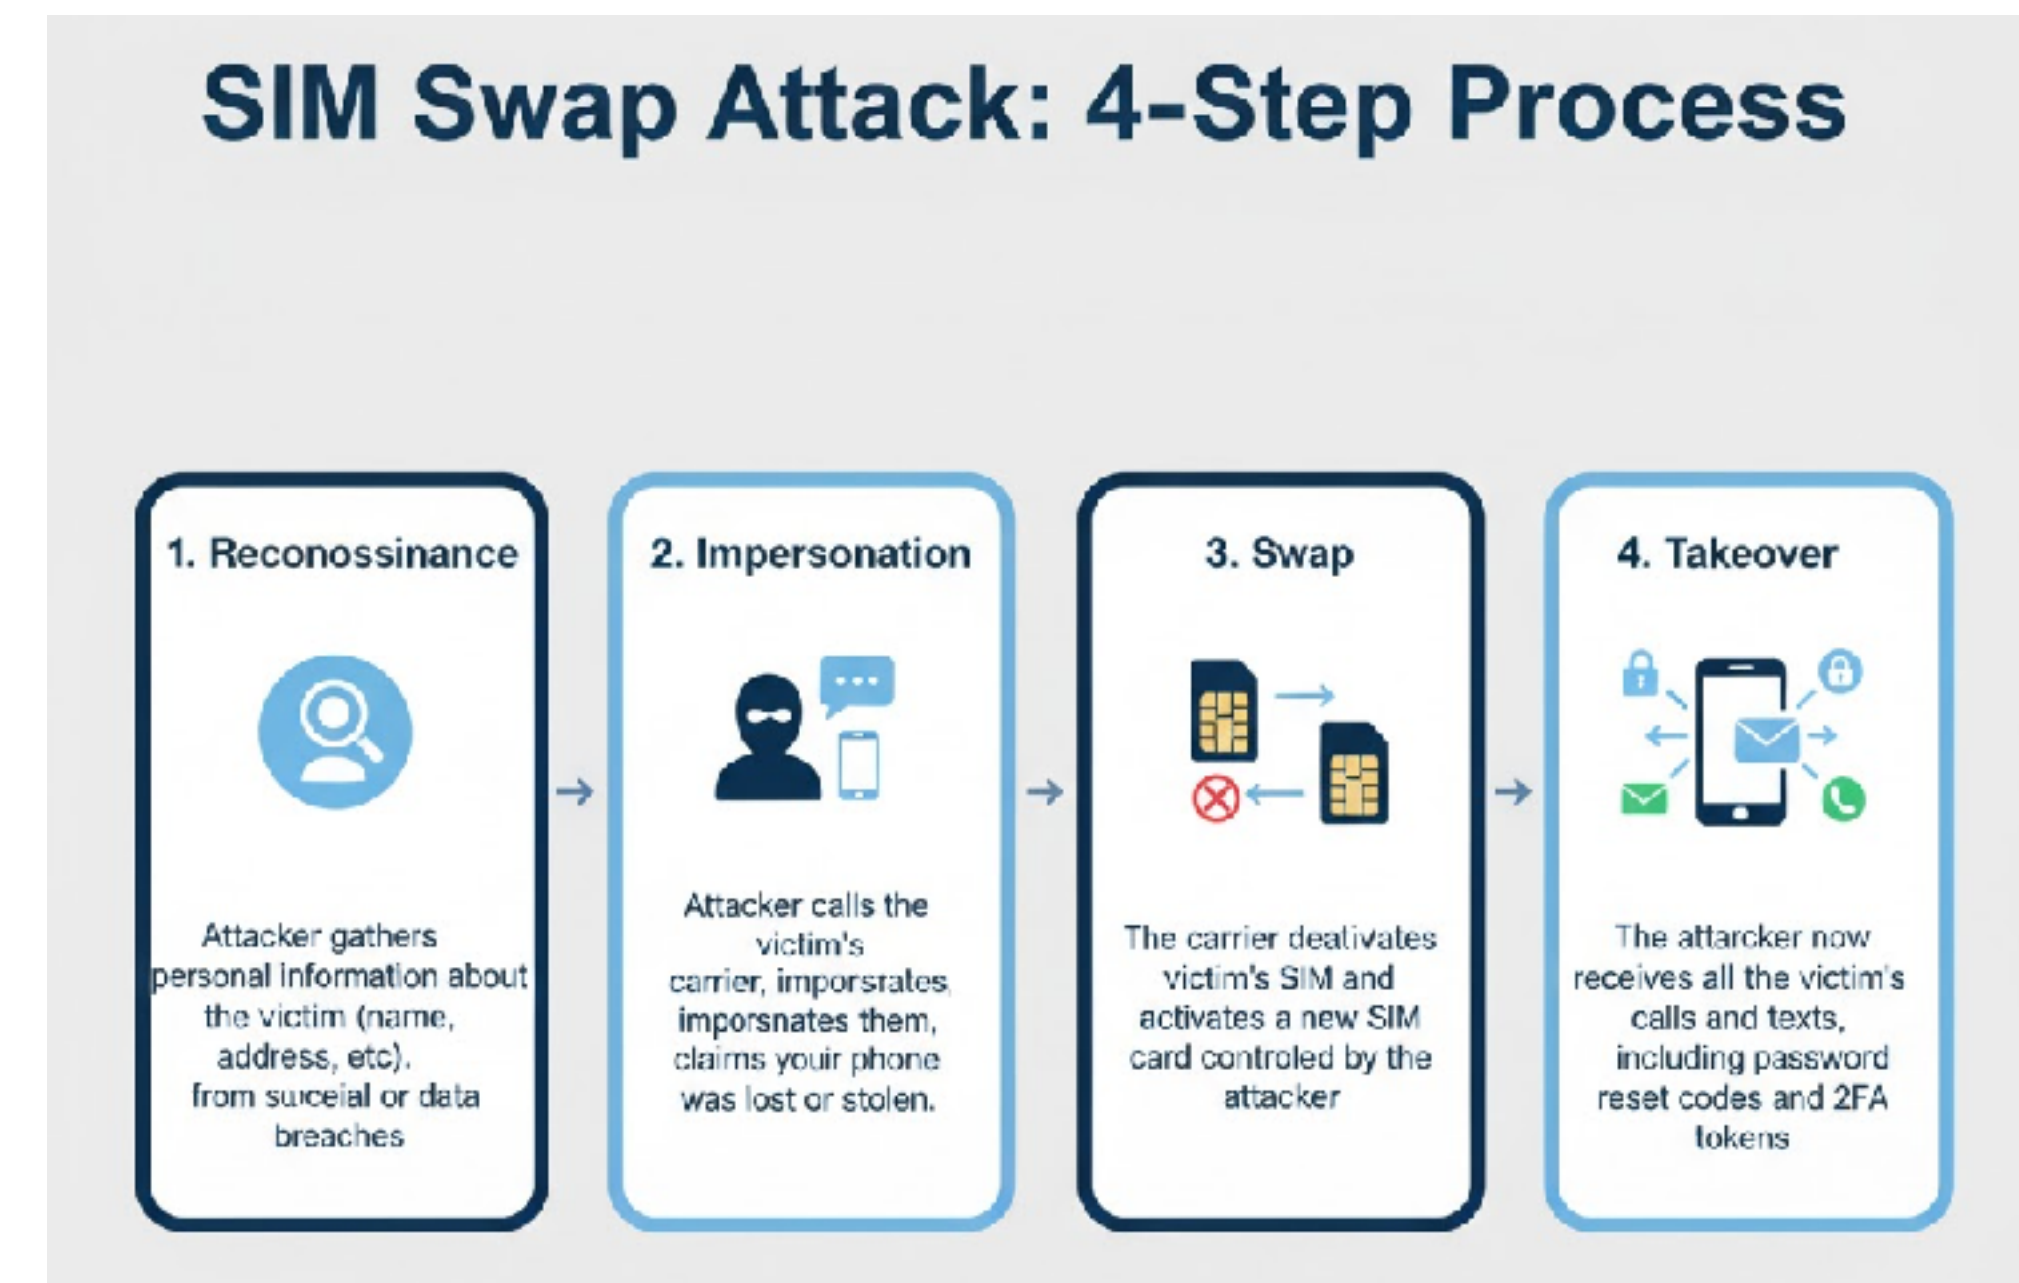 SIM Swap Attack: 4-Step Process
1. Reconossinance
Attacker gathers
personal information about
the victim (name,
address, etc).
from suceial or data
breaches
2. Impersonation
Attacker calls the
victim's
carrier, imporsrates,
imporsnates them,
claims youir phone
was lost or stolen.
3. Swap
The carrier dealivates
victim's SIM and
activates a new SIM
card controled by the
attacker
4. Takeover
The attarcker now
receives all the victim's
calls and texts,
including password
reset codes and 2FA
tokens